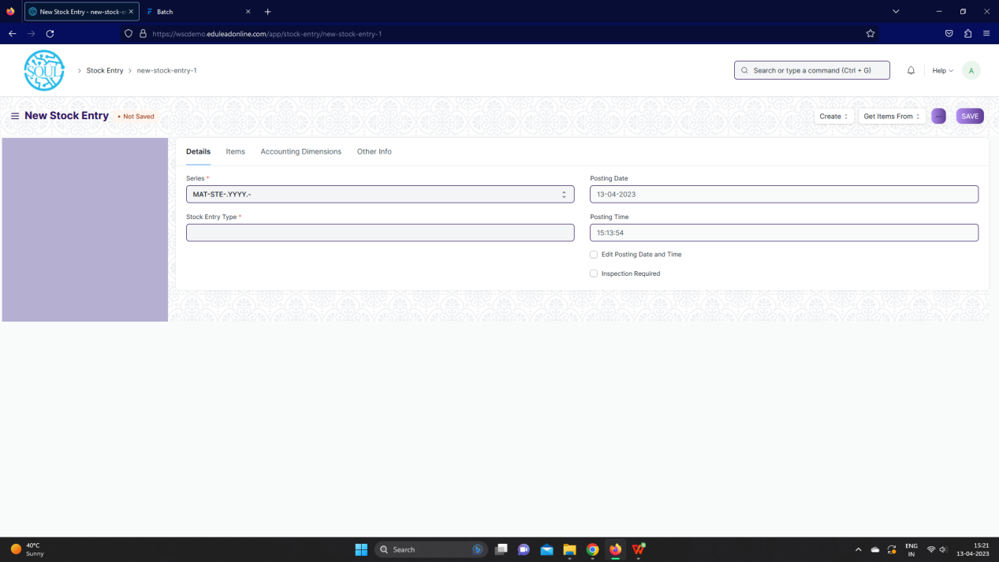 New Stock Entry - new-stock-en
Batch
https://wscdemo.eduleadonline.com/app/stock-entry/new-stock-entry-1
SOUL
Stock Entry
new-stock-entry-1
Search or type a command (Ctrl + G)
Help
A
New Stock Entry
• Not Saved
Create
Get Items From
...
SAVE
Details
Items
Accounting Dimensions
Other Info
Series *
MAT-STE-.YYYY.-
Posting Date
13-04-2023
Stock Entry Type *
Posting Time
15:13:54
Edit Posting Date and Time
Inspection Required
40°C
Sunny
Search
ENG
IN
15:21
13-04-2023